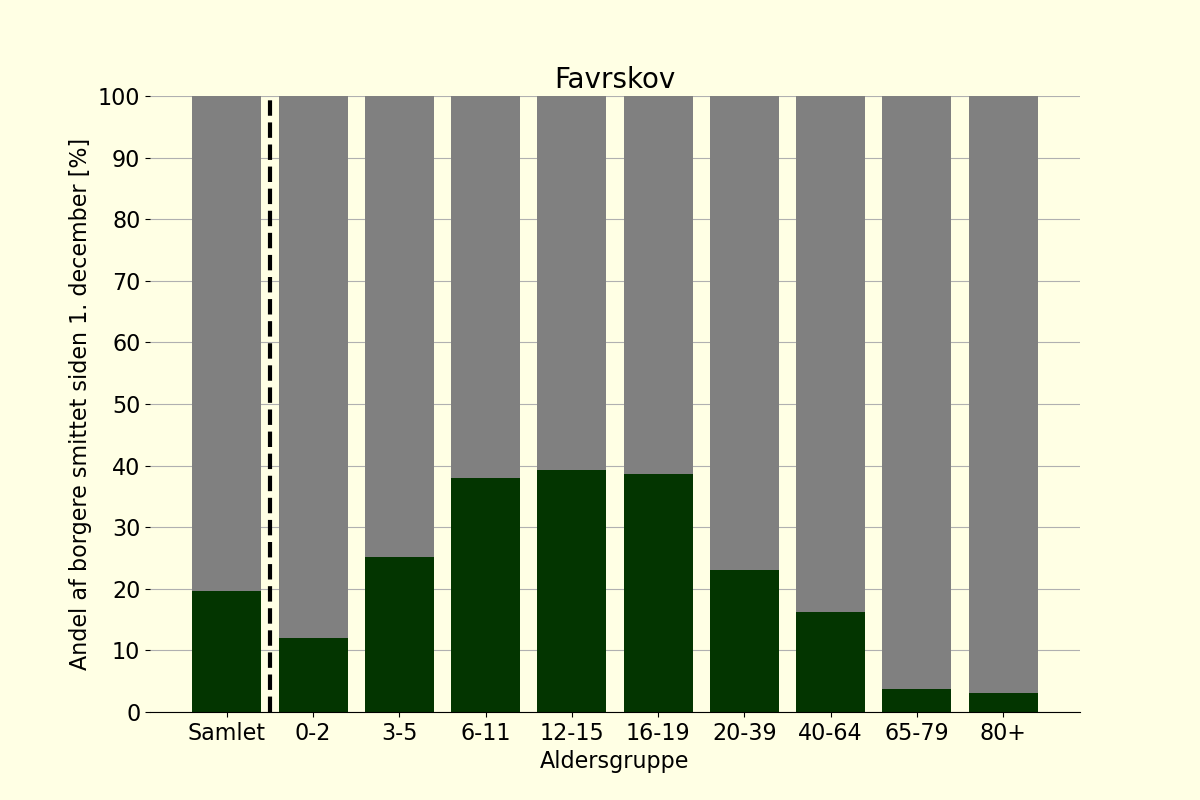 Favrskov
Andel af borgere smittet siden 1. december [%]
100
90
80
70
60
50
40
30
20
10
0
Samlet 0-2 3-5 6-11 12-15 16-19 20-39 40-64 65-79 80+
Aldersgruppe